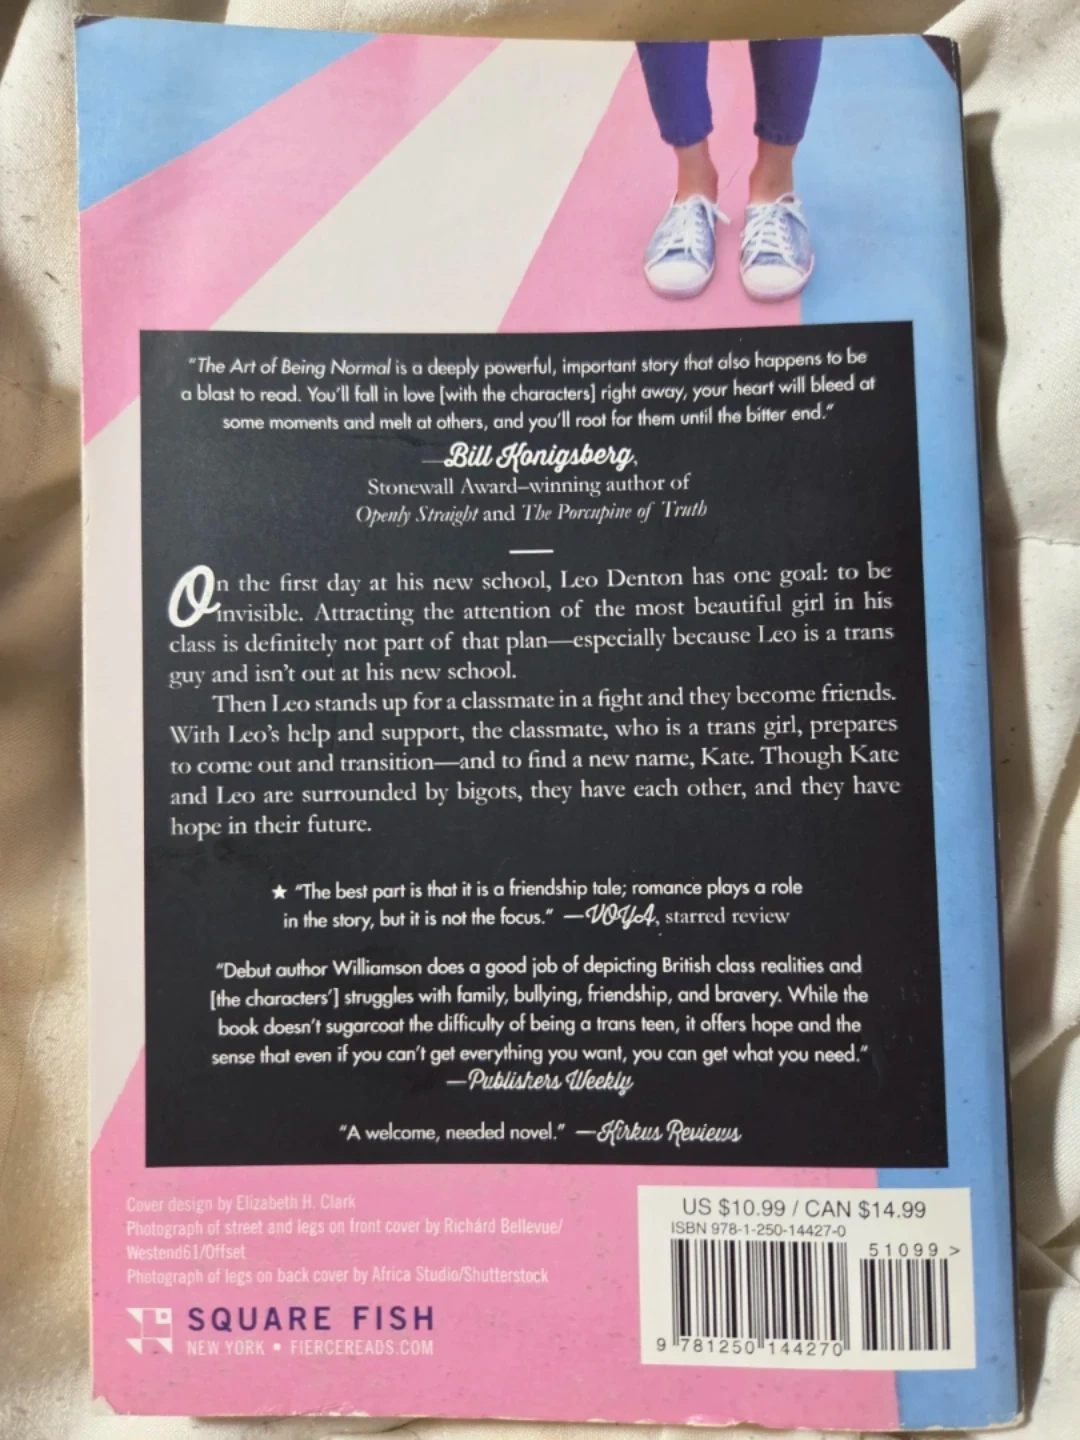 “The Art of Being Normal is a deeply powerful, important story that also happens to be
a blast to read. You’ll fall in love [with the characters] right away, your heart will bleed at
some moments and melt at others, and you’ll root for them until the bitter end.”
—Bill Konigsberg,
Stonewall Award–winning author of
Openly Straight and The Porcupine of Truth
On the first day at his new school, Leo Denton has one goal: to be
invisible. Attracting the attention of the most beautiful girl in his
class is definitely not part of that plan—especially because Leo is a trans
guy and isn’t out at his new school.
Then Leo stands up for a classmate in a fight and they become friends.
With Leo’s help and support, the classmate, who is a trans girl, prepares
to come out and transition—and to find a new name, Kate. Though Kate
and Leo are surrounded by bigots, they have each other, and they have
hope in their future.
★ “The best part is that it is a friendship tale; romance plays a role
in the story, but it is not the focus.” —VOYA, starred review
“Debut author Williamson does a good job of depicting British class realities and
[the characters’] struggles with family, bullying, friendship, and bravery. While the
book doesn’t sugarcoat the difficulty of being a trans teen, it offers hope and the
sense that even if you can’t get everything you want, you can get what you need.”
—Publishers Weekly
“A welcome, needed novel.” —Kirkus Reviews
Cover design by Elizabeth H. Clark
Photograph of street and legs on front cover by Richard Bellevue/
Westend61/Offset
Photograph of legs on back cover by Africa Studio/Shutterstock
SQUARE FISH
NEW YORK • FIERCEREADS.COM
US $10.99 / CAN $14.99
ISBN 978-1-250-14427-0
51099 >
9 781250 144270